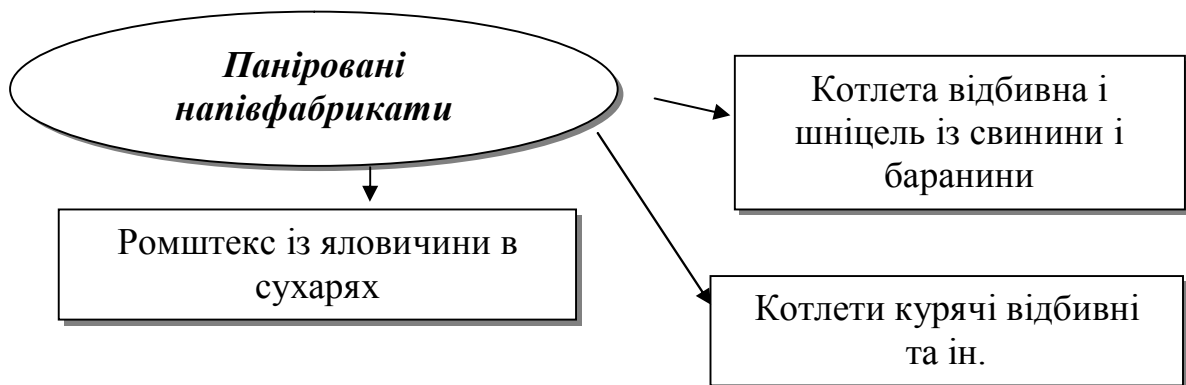 Паніровані
напівфабрикати
Котлета відбивна і
шніцель із свинини і
баранини
Ромштекс із яловичини в
сухарях
Котлети курячі відбивні
та ін.